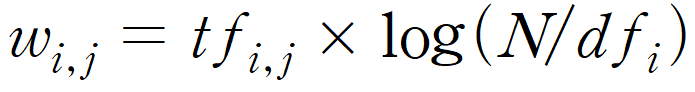 w_{i,j} = tf_{i,j} × log(N/df_i)